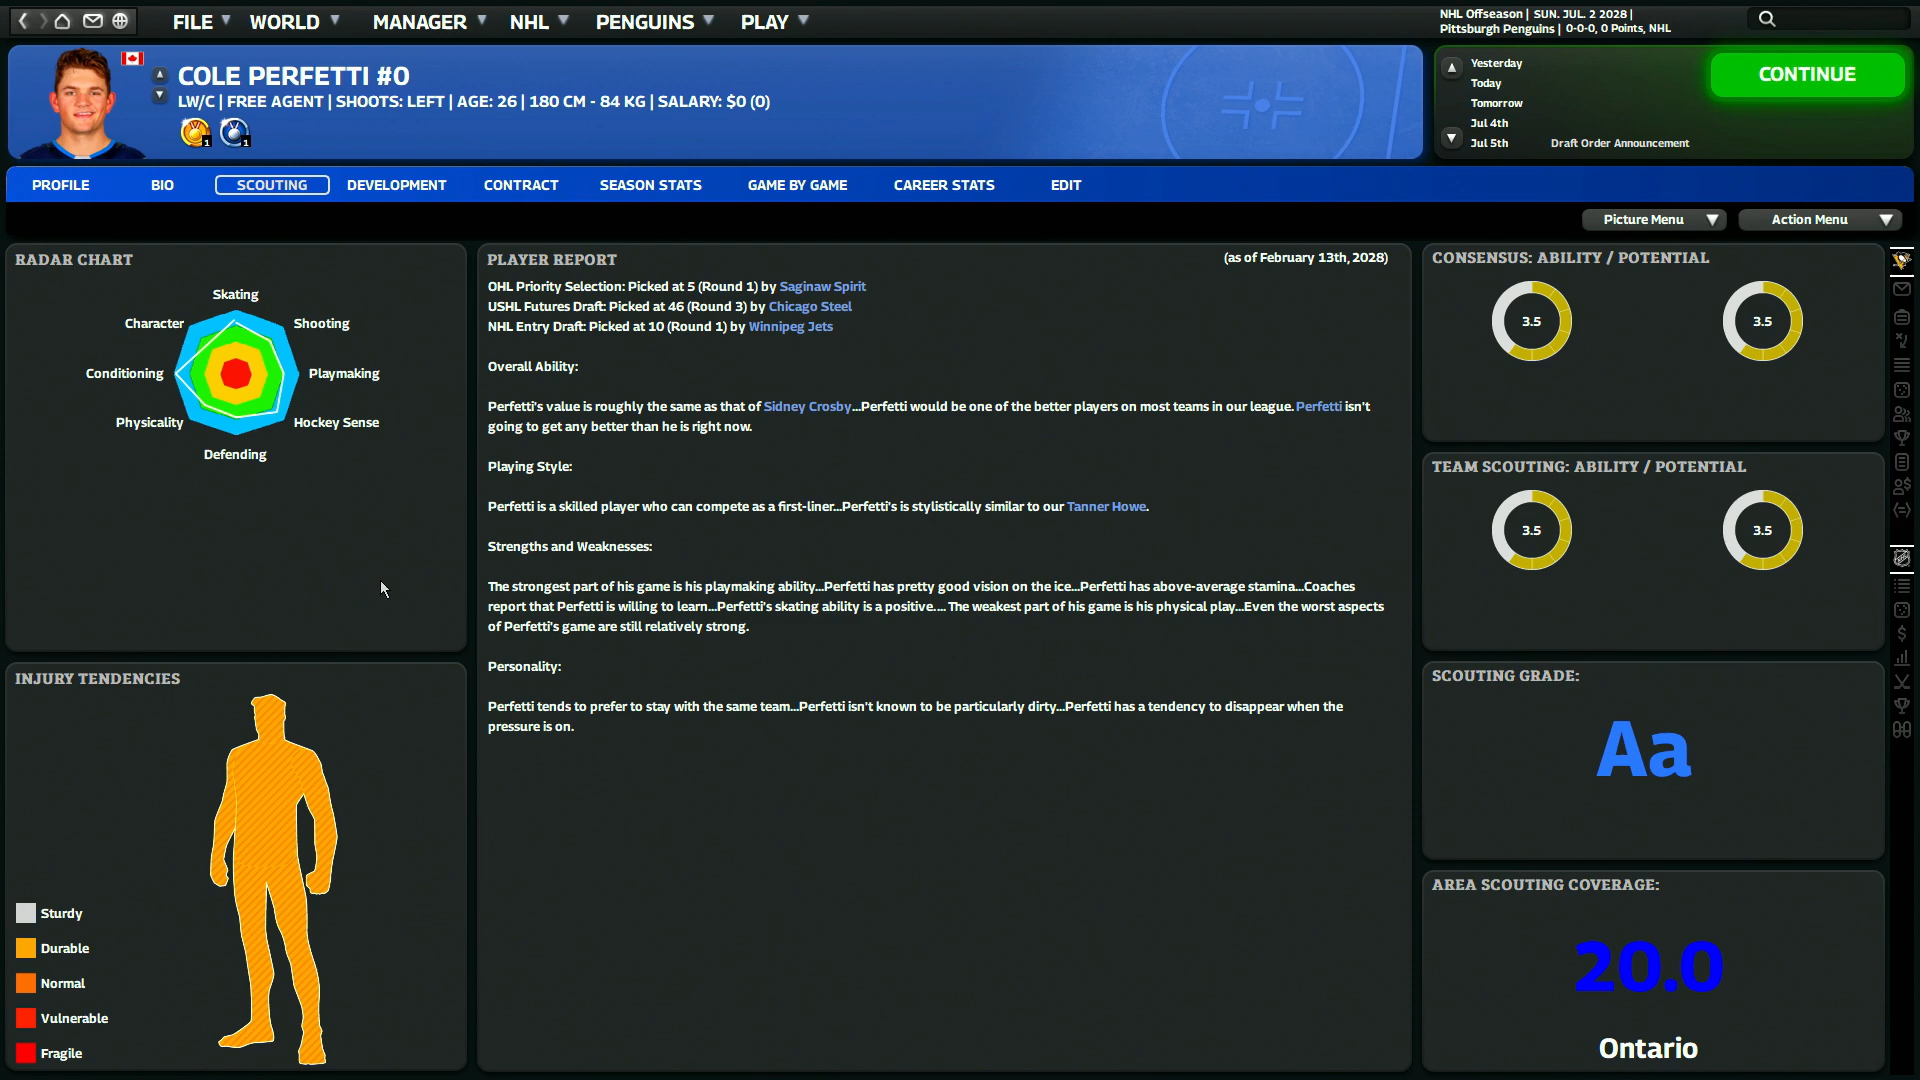 FILE WORLD MANAGER NHL PENGUINS PLAY
NHL Offseason | SUN. JUL. 2 2028 |
Pittsburgh Penguins | 0-0-0, 0 Points, NHL
COLE PERFETTI #0
LW/C | FREE AGENT | SHOOTS: LEFT | AGE: 26 | 180 CM - 84 KG | SALARY: $0 (0)
1 1
Yesterday
Today
Tomorrow
Jul 4th
Jul 5th Draft Order Announcement
CONTINUE
PROFILE BIO SCOUTING DEVELOPMENT CONTRACT SEASON STATS GAME BY GAME CAREER STATS EDIT
Picture Menu Action Menu
RADAR CHART
Skating
Character Shooting
Conditioning Playmaking
Physicality Hockey Sense
Defending
INJURY TENDENCIES
Sturdy
Durable
Normal
Vulnerable
Fragile
PLAYER REPORT (as of February 13th, 2028)
OHL Priority Selection: Picked at 5 (Round 1) by Saginaw Spirit
USHL Futures Draft: Picked at 46 (Round 3) by Chicago Steel
NHL Entry Draft: Picked at 10 (Round 1) by Winnipeg Jets
Overall Ability:
Perfetti's value is roughly the same as that of Sidney Crosby...Perfetti would be one of the better players on most teams in our league. Perfetti isn't
going to get any better than he is right now.
Playing Style:
Perfetti is a skilled player who can compete as a first-liner...Perfetti's is stylistically similar to our Tanner Howe.
Strengths and Weaknesses:
The strongest part of his game is his playmaking ability...Perfetti has pretty good vision on the ice...Perfetti has above-average stamina...Coaches
report that Perfetti is willing to learn...Perfetti's skating ability is a positive.... The weakest part of his game is his physical play...Even the worst aspects
of Perfetti's game are still relatively strong.
Personality:
Perfetti tends to prefer to stay with the same team...Perfetti isn't known to be particularly dirty...Perfetti has a tendency to disappear when the
pressure is on.
CONSENSUS: ABILITY / POTENTIAL
3.5 3.5
TEAM SCOUTING: ABILITY / POTENTIAL
3.5 3.5
SCOUTING GRADE:
Aa
AREA SCOUTING COVERAGE:
20.0
Ontario